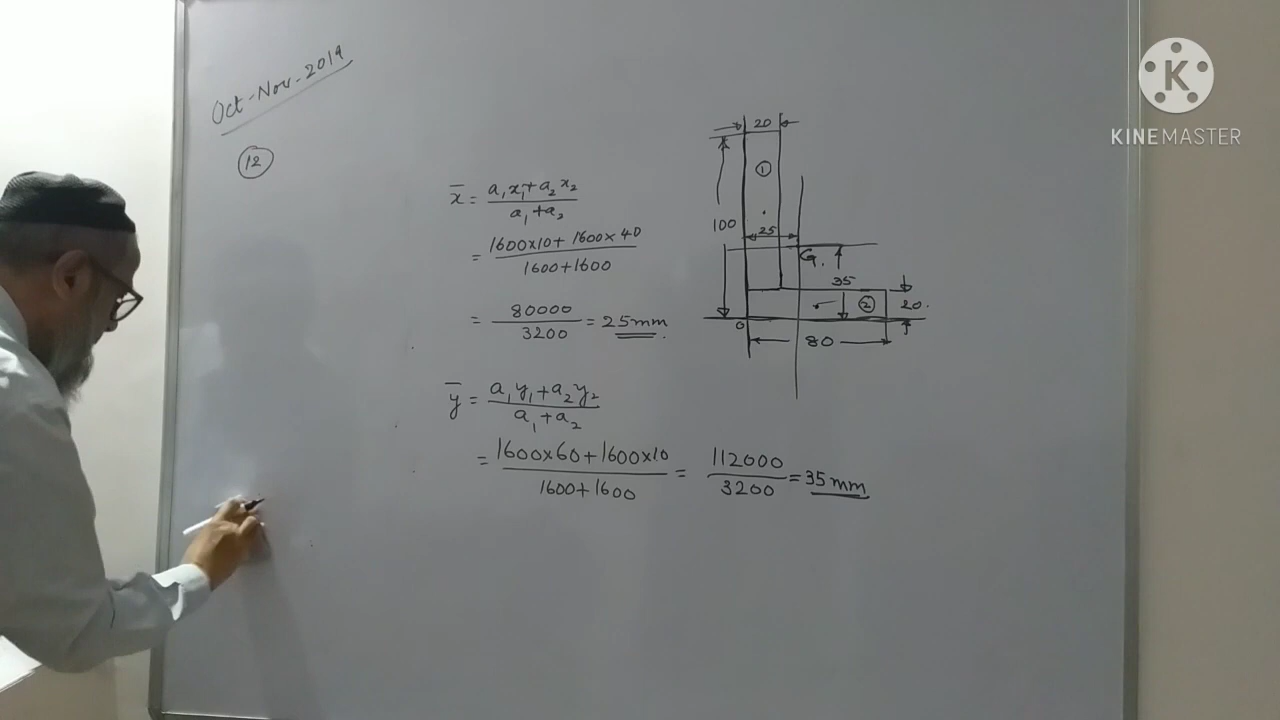 Oct-Nov-2019
12
x̄ = a₁x₁+a₂x₂ / a₁+a₂
= 1600×10+1600×40 / 1600+1600
= 80000 / 3200 = 25mm.
ȳ = a₁y₁+a₂y₂ / a₁+a₂
= 1600×60+1600×10 / 1600+1600 = 112000 / 3200 = 35mm
20
1
100
25
G.
35
2
20.
0
80
K
KINEMASTER